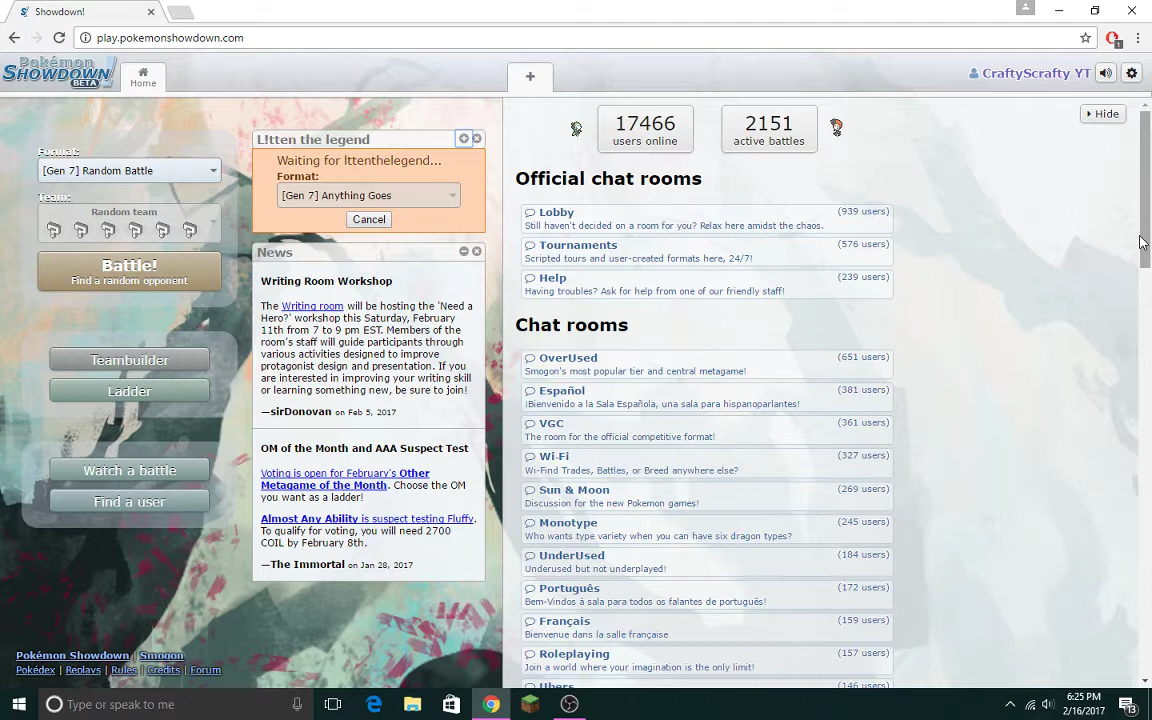 Showdown!
play.pokemonshowdown.com
Pokémon
SHOWDOWN!
BETA
Home
CraftyScrafty YT
Format:
[Gen 7] Random Battle
Team:
Random team
Battle!
Find a random opponent
Teambuilder
Ladder
Watch a battle
Find a user
Pokémon Showdown | Smogon
Pokédex | Replays | Rules | Credits | Forum
L!tten the legend
Waiting for lttenthelegend...
Format:
[Gen 7] Anything Goes
Cancel
News
Writing Room Workshop
The Writing room will be hosting the 'Need a
Hero?' workshop this Saturday, February
11th from 7 to 9 pm EST. Members of the
room's staff will guide participants through
various activities designed to improve
protagonist design and presentation. If you
are interested in improving your writing skill
or learning something new, be sure to join!
—sirDonovan on Feb 5, 2017
OM of the Month and AAA Suspect Test
Voting is open for February's Other
Metagame of the Month. Choose the OM
you want as a ladder!
Almost Any Ability is suspect testing Fluffy.
To qualify for voting, you will need 2700
COIL by February 8th.
—The Immortal on Jan 28, 2017
17466
users online
2151
active battles
Hide
Official chat rooms
Lobby (939 users)
Still haven't decided on a room for you? Relax here amidst the chaos.
Tournaments (576 users)
Scripted tours and user-created formats here, 24/7!
Help (239 users)
Having troubles? Ask for help from one of our friendly staff!
Chat rooms
OverUsed (651 users)
Smogon's most popular tier and central metagame!
Español (381 users)
¡Bienvenido a la Sala Española, una sala para hispanoparlantes!
VGC (361 users)
The room for the official competitive format!
Wi-Fi (327 users)
Wi-Find Trades, Battles, or Breed anywhere else?
Sun & Moon (269 users)
Discussion for the new Pokemon games!
Monotype (245 users)
Who wants type variety when you can have six dragon types?
UnderUsed (184 users)
Underused but not underplayed!
Português (172 users)
Bem-Vindos à sala para todos os falantes de português!
Français (159 users)
Bienvenue dans la salle française
Roleplaying (157 users)
Join a world where your imagination is the only limit!
Ubers (146 users)
Type or speak to me
6:25 PM
2/16/2017
13